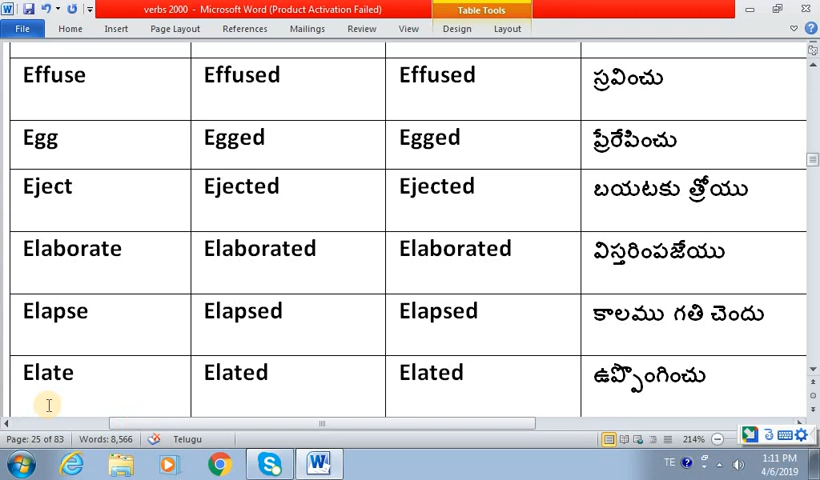 verbs 2000 - Microsoft Word (Product Activation Failed)
Table Tools
File Home Insert Page Layout References Mailings Review View Design Layout
Effuse Effused Effused స్రవించు
Egg Egged Egged ప్రేరేపించు
Eject Ejected Ejected బయటకు త్రోయు
Elaborate Elaborated Elaborated విస్తరింపజేయు
Elapse Elapsed Elapsed కాలము గతి చెందు
Elate Elated Elated ఉప్పొంగించు
Page: 25 of 83 Words: 8,566 Telugu 214%
TE 1:11 PM
4/6/2019